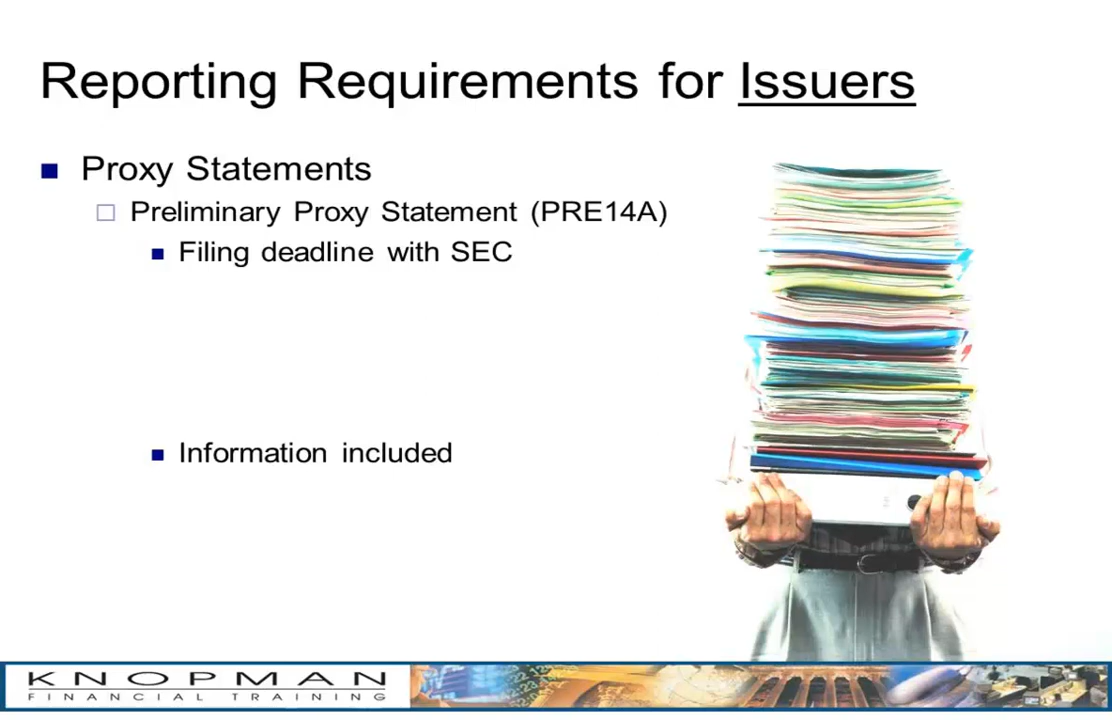 Reporting Requirements for Issuers
Proxy Statements
Preliminary Proxy Statement (PRE14A)
Filing deadline with SEC
Information included
KNOPMAN
FINANCIAL TRAINING